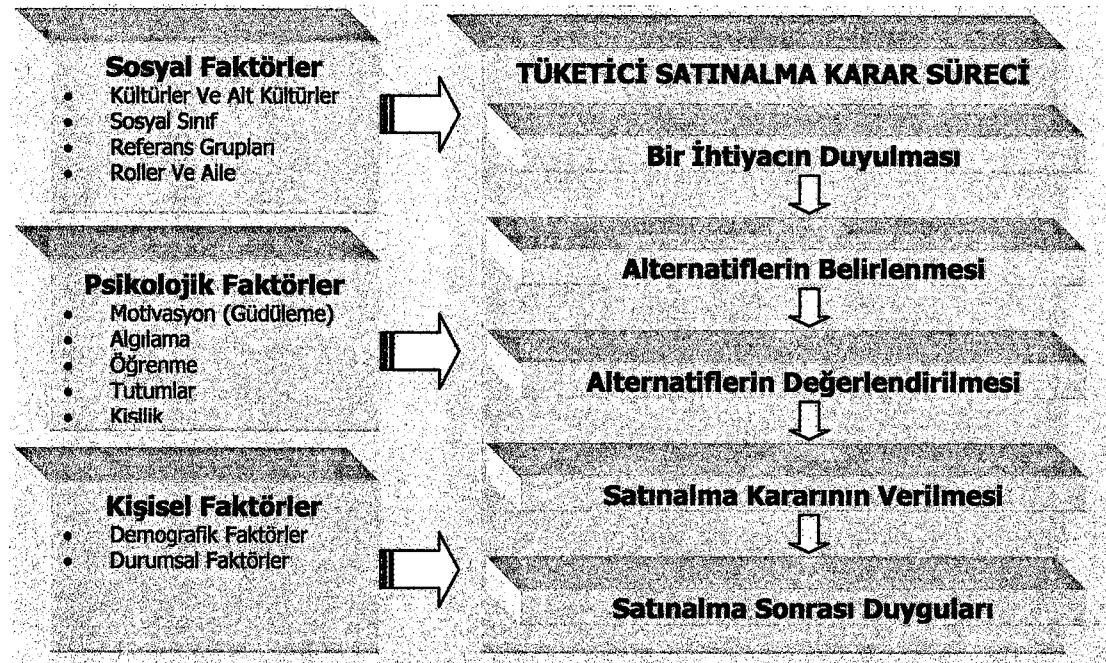 Sosyal Faktörler
• Kültürler Ve Alt Kültürler
• Sosyal Sınıf
• Referans Grupları
• Roller Ve Aile
Psikolojik Faktörler
• Motivasyon (Güdüleme)
• Algılama
• Öğrenme
• Tutumlar
• Kişilik
Kişisel Faktörler
• Demografik Faktörler
• Durumsal Faktörler
TÜKETİCİ SATINALMA KARAR SÜRECİ
Bir İhtiyacın Duyulması
Alternatiflerin Belirlenmesi
Alternatiflerin Değerlendirilmesi
Satınalma Kararının Verilmesi
Satınalma Sonrası Duyguları